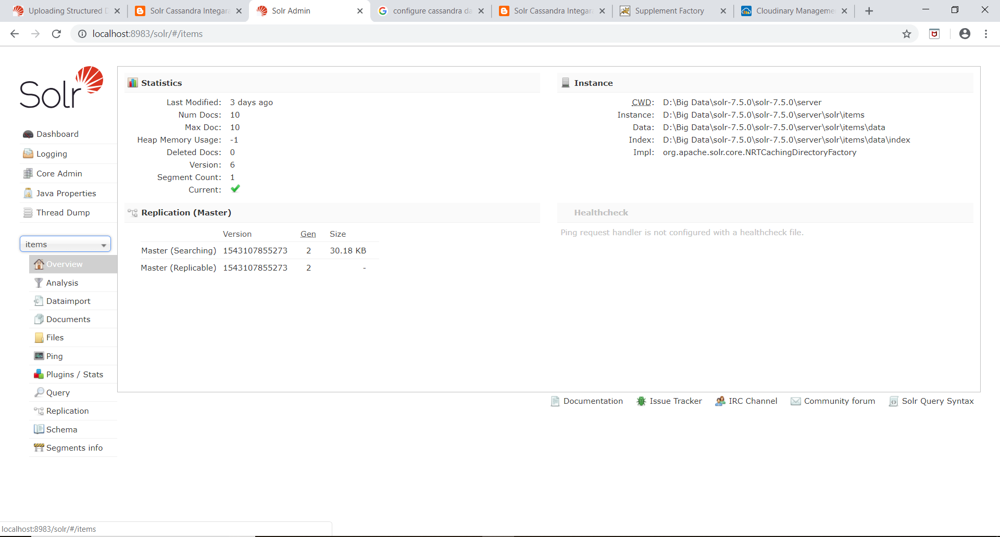 Uploading Structured D
Solr Cassandra Integara
Solr Admin
configure cassandra da
Solr Cassandra Integara
Supplement Factory
Cloudinary Manageme
localhost:8983/solr/#/items
Solr
Dashboard
Logging
Core Admin
Java Properties
Thread Dump
items
Overview
Analysis
Dataimport
Documents
Files
Ping
Plugins / Stats
Query
Replication
Schema
Segments info
Statistics
Last Modified: 3 days ago
Num Docs: 10
Max Doc: 10
Heap Memory Usage: -1
Deleted Docs: 0
Version: 6
Segment Count: 1
Current:
Instance
CWD: D:\Big Data\solr-7.5.0\solr-7.5.0\server
Instance: D:\Big Data\solr-7.5.0\solr-7.5.0\server\solr\items
Data: D:\Big Data\solr-7.5.0\solr-7.5.0\server\solr\items\data
Index: D:\Big Data\solr-7.5.0\solr-7.5.0\server\solr\items\data\index
Impl: org.apache.solr.core.NRTCachingDirectoryFactory
Replication (Master)
Version Gen Size
Master (Searching) 1543107855273 2 30.18 KB
Master (Replicable) 1543107855273 2 -
Healthcheck
Ping request handler is not configured with a healthcheck file.
Documentation
Issue Tracker
IRC Channel
Community forum
Solr Query Syntax
localhost:8983/solr/#/items